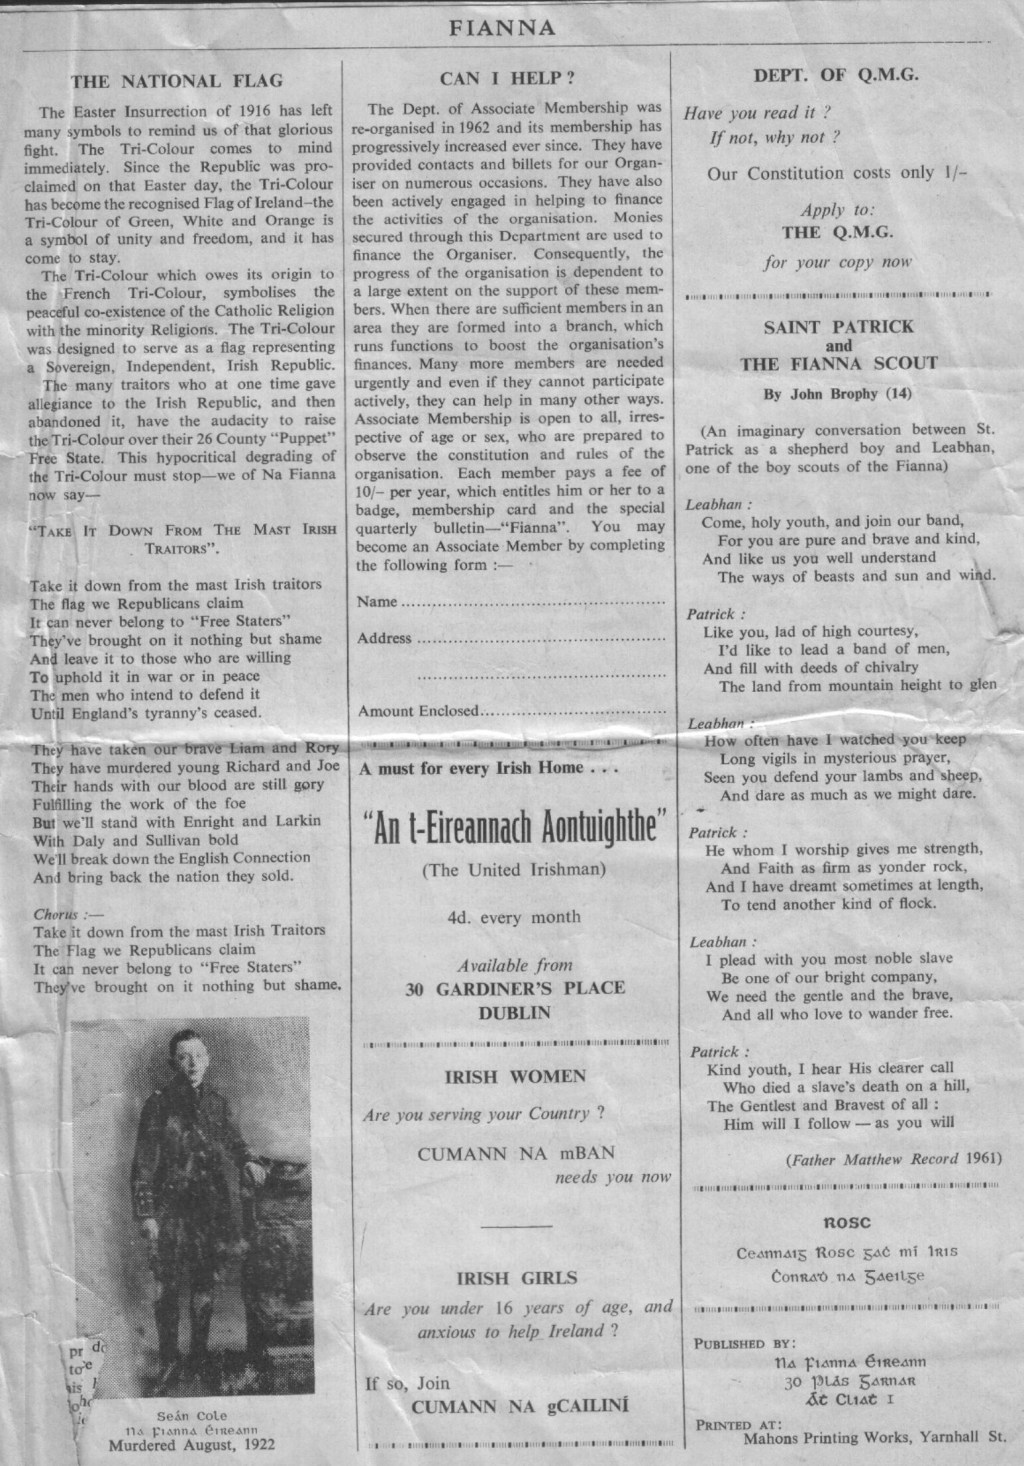 FIANNA
THE NATIONAL FLAG
The Easter Insurrection of 1916 has left
many symbols to remind us of that glorious
fight. The Tri-Colour comes to mind
immediately. Since the Republic was pro-
claimed on that Easter day, the Tri-Colour
has become the recognised Flag of Ireland—the
Tri-Colour of Green, White and Orange is
a symbol of unity and freedom, and it has
come to stay.
The Tri-Colour which owes its origin to
the French Tri-Colour, symbolises the
peaceful co-existence of the Catholic Religion
with the minority Religions. The Tri-Colour
was designed to serve as a flag representing
a Sovereign, Independent, Irish Republic.
The many traitors who at one time gave
allegiance to the Irish Republic, and then
abandoned it, have the audacity to raise
the Tri-Colour over their 26 County "Puppet"
Free State. This hypocritical degrading of
the Tri-Colour must stop—we of Na Fianna
now say—
"TAKE IT DOWN FROM THE MAST IRISH
TRAITORS".
Take it down from the mast Irish traitors
The flag we Republicans claim
It can never belong to "Free Staters"
They've brought on it nothing but shame
And leave it to those who are willing
To uphold it in war or in peace
The men who intend to defend it
Until England's tyranny's ceased.
They have taken our brave Liam and Rory
They have murdered young Richard and Joe
Their hands with our blood are still gory
Fulfilling the work of the foe
But we'll stand with Enright and Larkin
With Daly and Sullivan bold
We'll break down the English Connection
And bring back the nation they sold.
Chorus :—
Take it down from the mast Irish Traitors
The Flag we Republicans claim
It can never belong to "Free Staters"
They've brought on it nothing but shame.
Seán Cole
Na Fianna Éireann
Murdered August, 1922
CAN I HELP?
The Dept. of Associate Membership was
re-organised in 1962 and its membership has
progressively increased ever since. They have
provided contacts and billets for our Organ-
iser on numerous occasions. They have also
been actively engaged in helping to finance
the activities of the organisation. Monies
secured through this Department are used to
finance the Organiser. Consequently, the
progress of the organisation is dependent to
a large extent on the support of these mem-
bers. When there are sufficient members in an
area they are formed into a branch, which
runs functions to boost the organisation's
finances. Many more members are needed
urgently and even if they cannot participate
actively, they can help in many other ways.
Associate Membership is open to all, irres-
pective of age or sex, who are prepared to
observe the constitution and rules of the
organisation. Each member pays a fee of
10/- per year, which entitles him or her to a
badge, membership card and the special
quarterly bulletin—"Fianna". You may
become an Associate Member by completing
the following form :—
Name ............................................
Address ..........................................
..........................................
Amount Enclosed...............................
A must for every Irish Home . . .
"An t-Eireannach Aontuighthe"
(The United Irishman)
4d. every month
Available from
30 GARDINER'S PLACE
DUBLIN
IRISH WOMEN
Are you serving your Country ?
CUMANN NA mBAN
needs you now
IRISH GIRLS
Are you under 16 years of age, and
anxious to help Ireland ?
If so, Join
CUMANN NA gCAILINÍ
DEPT. OF Q.M.G.
Have you read it ?
If not, why not ?
Our Constitution costs only 1/-
Apply to:
THE Q.M.G.
for your copy now
SAINT PATRICK
and
THE FIANNA SCOUT
By John Brophy (14)
(An imaginary conversation between St.
Patrick as a shepherd boy and Leabhan,
one of the boy scouts of the Fianna)
Leabhan :
Come, holy youth, and join our band,
For you are pure and brave and kind,
And like us you well understand
The ways of beasts and sun and wind.
Patrick :
Like you, lad of high courtesy,
I'd like to lead a band of men,
And fill with deeds of chivalry
The land from mountain height to glen
Leabhan :
How often have I watched you keep
Long vigils in mysterious prayer,
Seen you defend your lambs and sheep,
And dare as much as we might dare.
Patrick :
He whom I worship gives me strength,
And Faith as firm as yonder rock,
And I have dreamt sometimes at length,
To tend another kind of flock.
Leabhan :
I plead with you most noble slave
Be one of our bright company,
We need the gentle and the brave,
And all who love to wander free.
Patrick :
Kind youth, I hear His clearer call
Who died a slave's death on a hill,
The Gentlest and Bravest of all :
Him will I follow — as you will
(Father Matthew Record 1961)
ROSC
Ceannaig Rosc gaċ mí Iris
Ċonnraḋ na Gaeilge
PUBLISHED BY:
Na Fianna Éireann
30 Plás Garnar
Áṫ Cliaṫ 1
PRINTED AT:
Mahons Printing Works, Yarnhall St.